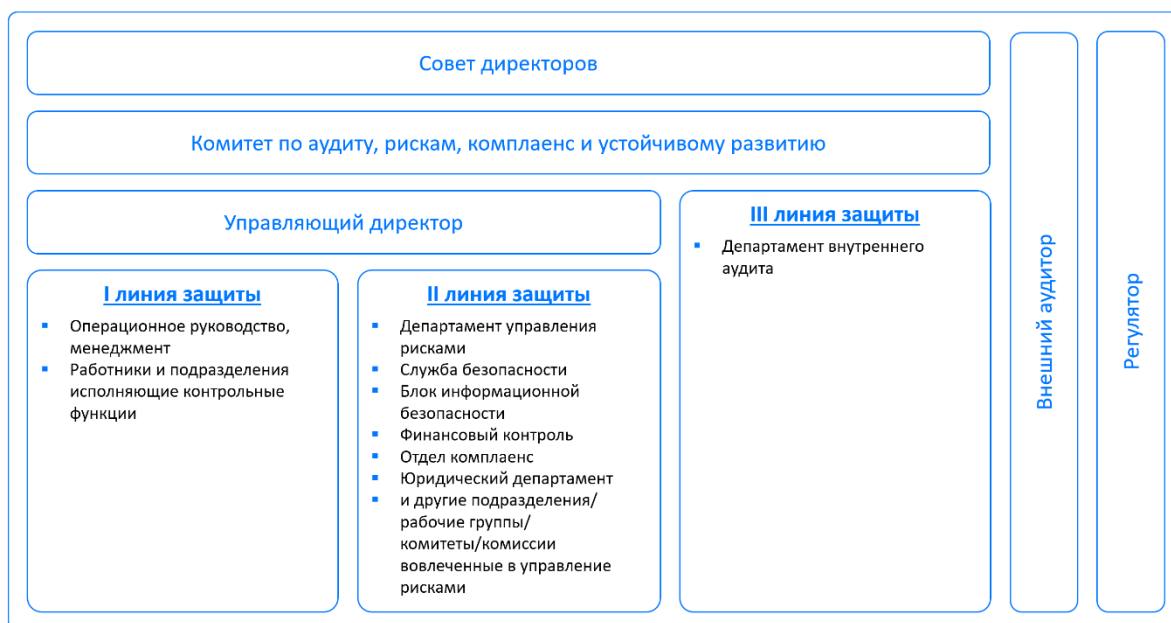 Совет директоров
Комитет по аудиту, рискам, комплаенс и устойчивому развитию
Управляющий директор
I линия защиты
Операционное руководство,
менеджмент
Работники и подразделения
исполняющие контрольные
функции
II линия защиты
Департамент управления
рисками
Служба безопасности
Блок информационной
безопасности
Финансовый контроль
Отдел комплаенс
Юридический департамент
и другие подразделения/
рабочие группы/
комитеты/комиссии
вовлеченные в управление
рисками
III линия защиты
Департамент внутреннего
аудита
Внешний аудитор
Регулятор